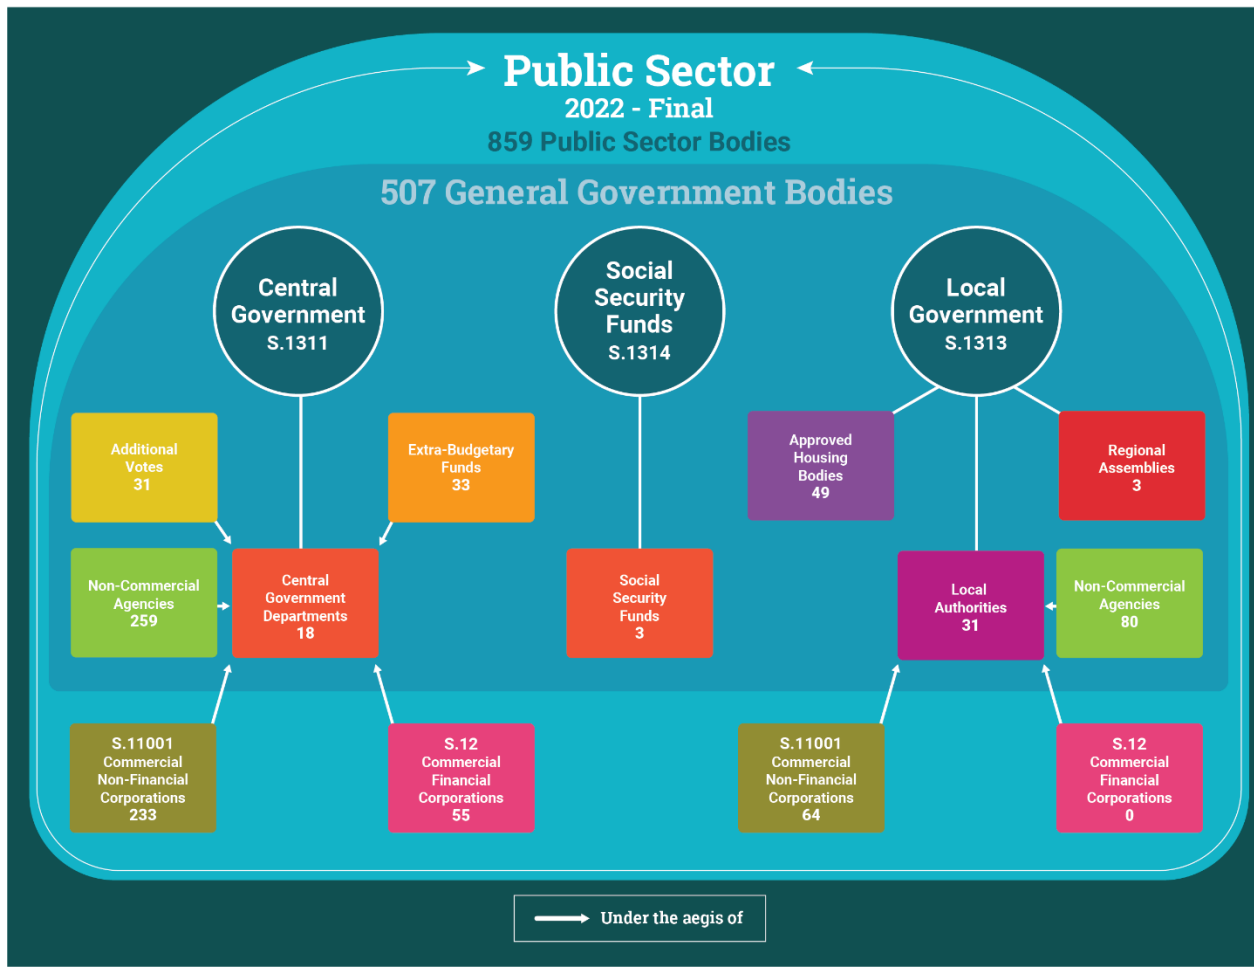 Public Sector
2022 - Final
859 Public Sector Bodies
507 General Government Bodies
Central
Government
S.1311
Social
Security
Funds
S.1314
Local
Government
S.1313
Additional
Votes
31
Extra-Budgetary
Funds
33
Approved
Housing
Bodies
49
Regional
Assemblies
3
Non-Commercial
Agencies
259
Central
Government
Departments
18
Social
Security
Funds
3
Local
Authorities
31
Non-Commercial
Agencies
80
S.11001
Commercial
Non-Financial
Corporations
233
S.12
Commercial
Financial
Corporations
55
S.11001
Commercial
Non-Financial
Corporations
64
S.12
Commercial
Financial
Corporations
0
Under the aegis of